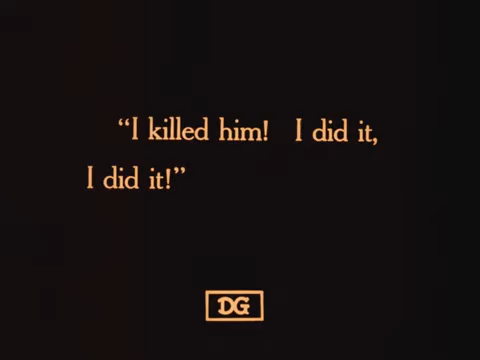 “I killed him! I did it,
I did it!”
DG